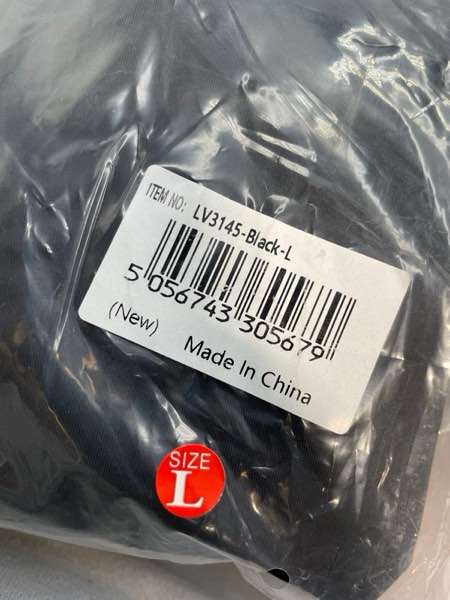 ITEM NO: LV3145-Black-L
5 056743 305679
(New) Made In China
SIZE
L